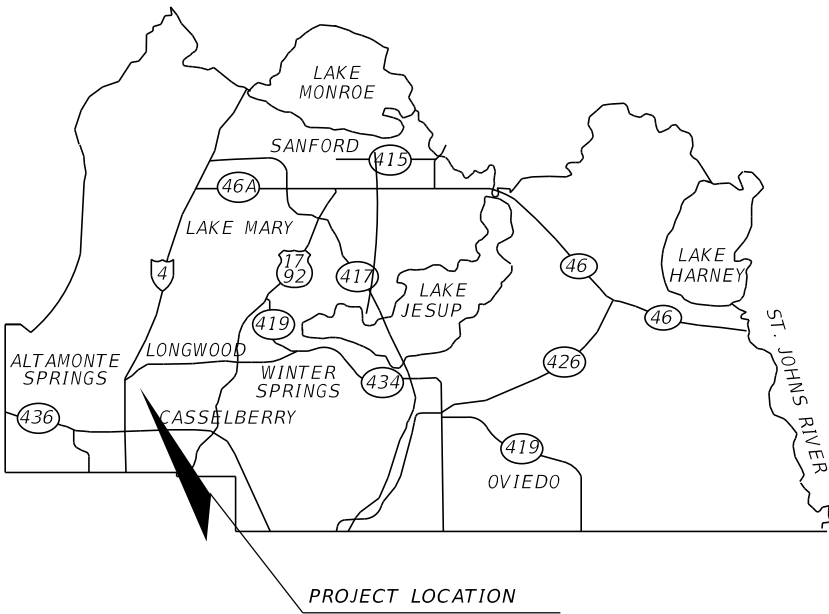 LAKE
MONROE
SANFORD
415
46A
LAKE MARY
4
17
92
417
46
LAKE
HARNEY
LAKE
JESUP
419
46
ST. JOHNS RIVER
LONGWOOD
ALTAMONTE
SPRINGS
WINTER
SPRINGS
434
426
436
CASSELBERRY
419
OVIEDO
PROJECT LOCATION